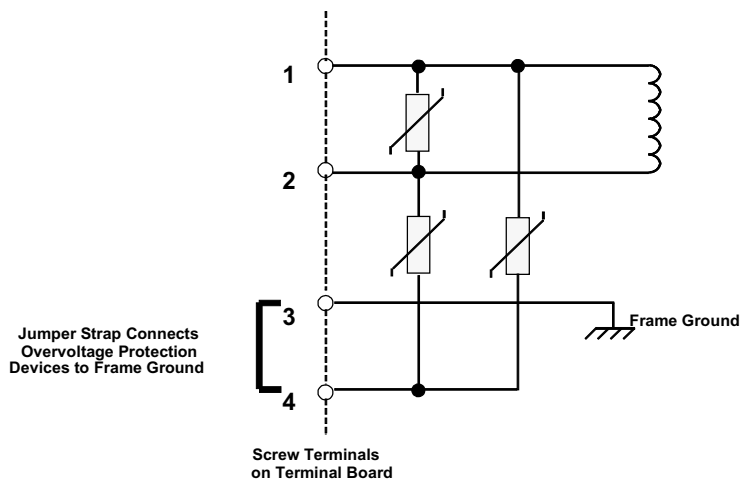 1
2
3
Frame Ground
Jumper Strap Connects
Overvoltage Protection
Devices to Frame Ground
4
Screw Terminals
on Terminal Board